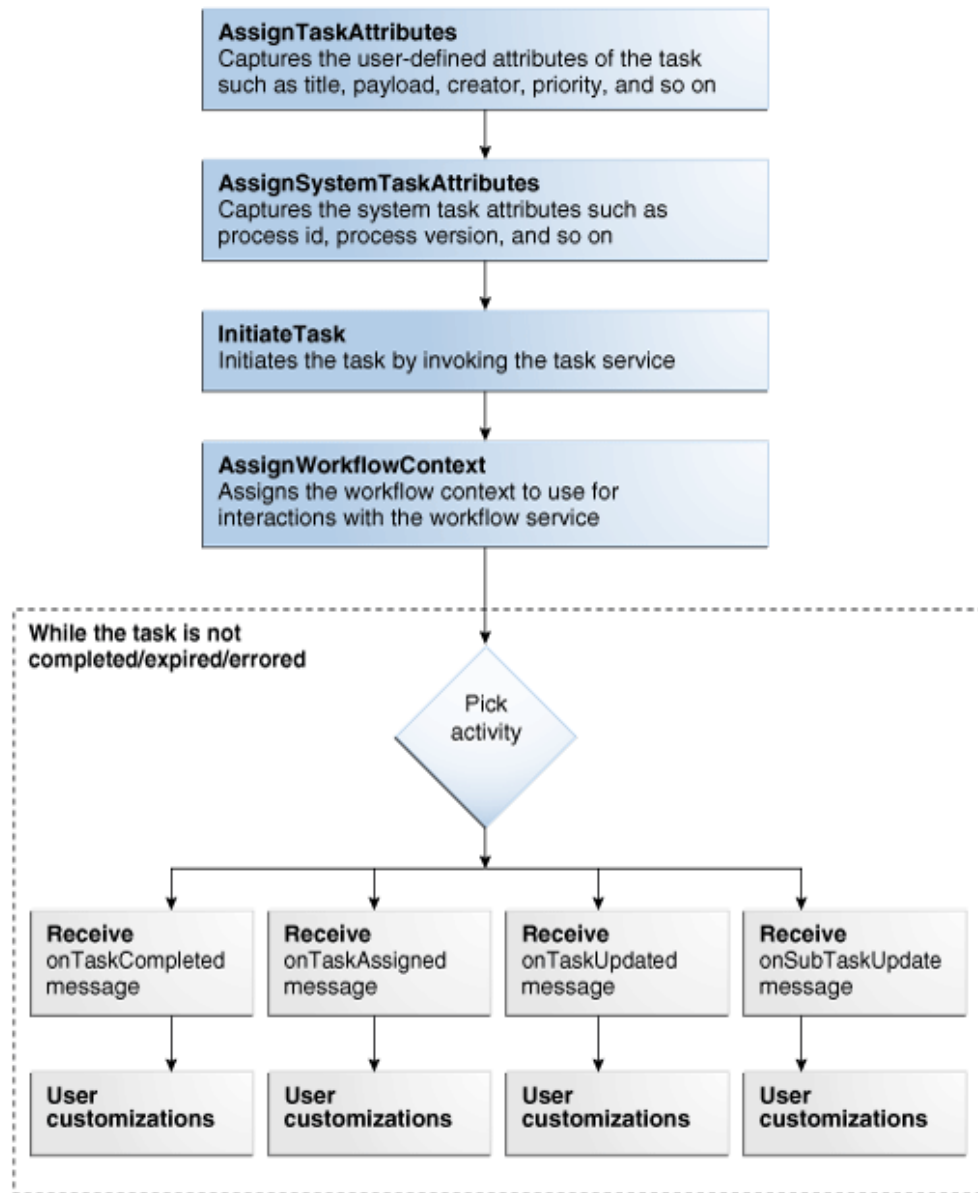 AssignTaskAttributes
Captures the user-defined attributes of the task
such as title, payload, creator, priority, and so on
AssignSystemTaskAttributes
Captures the system task attributes such as
process id, process version, and so on
InitiateTask
Initiates the task by invoking the task service
AssignWorkflowContext
Assigns the workflow context to use for
interactions with the workflow service
While the task is not
completed/expired/errored
Pick
activity
Receive
onTaskCompleted
message
Receive
onTaskAssigned
message
Receive
onTaskUpdated
message
Receive
onSubTaskUpdate
message
User
customizations
User
customizations
User
customizations
User
customizations